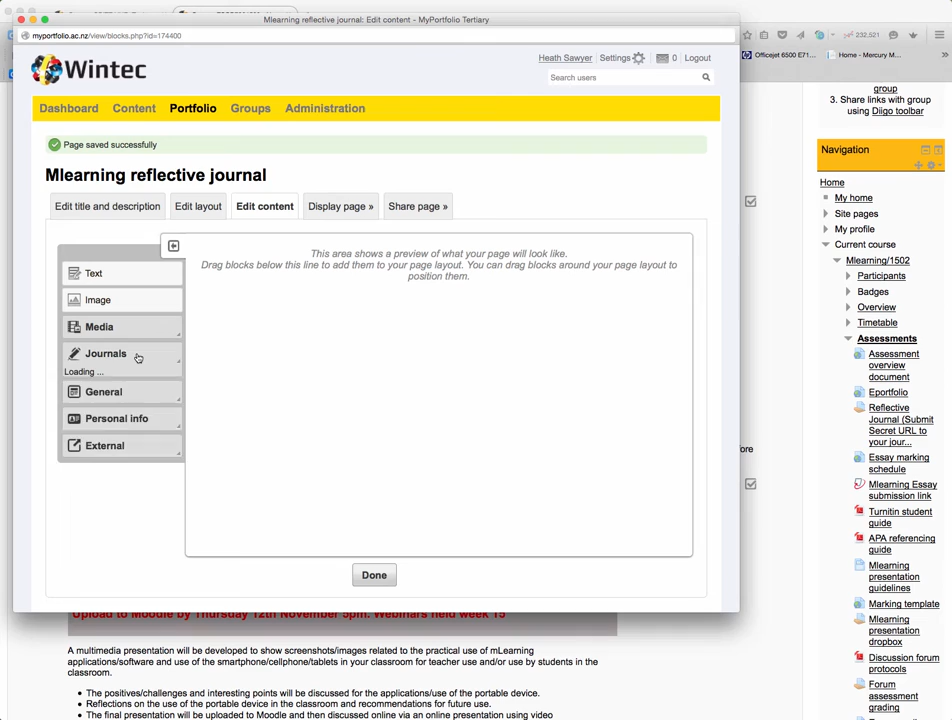 Mlearning reflective journal: Edit content - MyPortfolio Tertiary
myportfolio.ac.nz/view/blocks.php?id=174400
232,521
Officejet 6500 E71...
Home - Mercury M...
Wintec
Heath Sawyer Settings 0 Logout
Search users
Dashboard Content Portfolio Groups Administration
Page saved successfully
Mlearning reflective journal
Edit title and description Edit layout Edit content Display page » Share page »
This area shows a preview of what your page will look like.
Drag blocks below this line to add them to your page layout. You can drag blocks around your page layout to
position them.
Text
Image
Media
Journals
Loading ...
General
Personal info
External
Done
ore
Upload to Moodle by Thursday 12th November 5pm. Webinars held week 15
A multimedia presentation will be developed to show screenshots/images related to the practical use of mLearning
applications/software and use of the smartphone/cellphone/tablets in your classroom for teacher use and/or use by students in the
classroom.
The positives/challenges and interesting points will be discussed for the applications/use of the portable device.
Reflections on the use of the portable device in the classroom and recommendations for future use.
The final presentation will be uploaded to Moodle and then discussed online via an online presentation using video
group
3. Share links with group
using Diigo toolbar
Navigation
Home
My home
Site pages
My profile
Current course
Mlearning/1502
Participants
Badges
Overview
Timetable
Assessments
Assessment
overview
document
Eportfolio
Reflective
Journal (Submit
Secret URL to
your jour...
Essay marking
schedule
Mlearning Essay
submission link
Turnitin student
guide
APA referencing
guide
Mlearning
presentation
guidelines
Marking template
Mlearning
presentation
dropbox
Discussion forum
protocols
Forum
assessment
grading